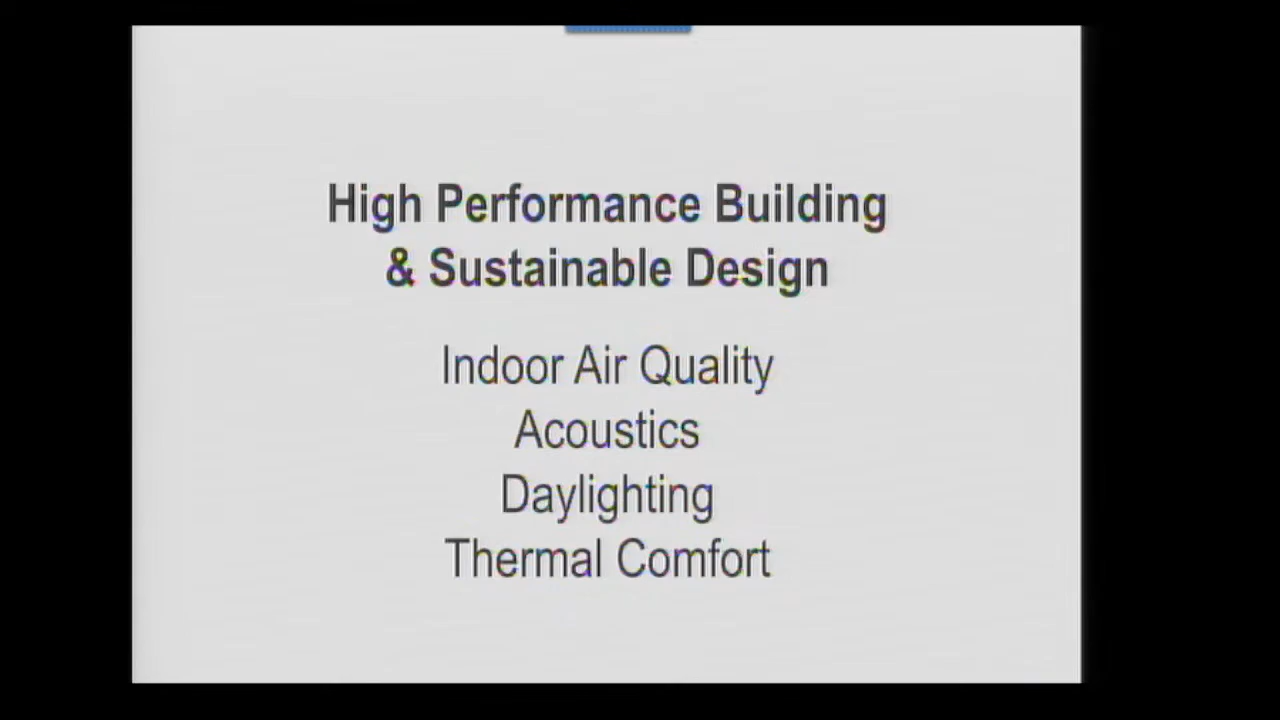 High Performance Building
& Sustainable Design
Indoor Air Quality
Acoustics
Daylighting
Thermal Comfort